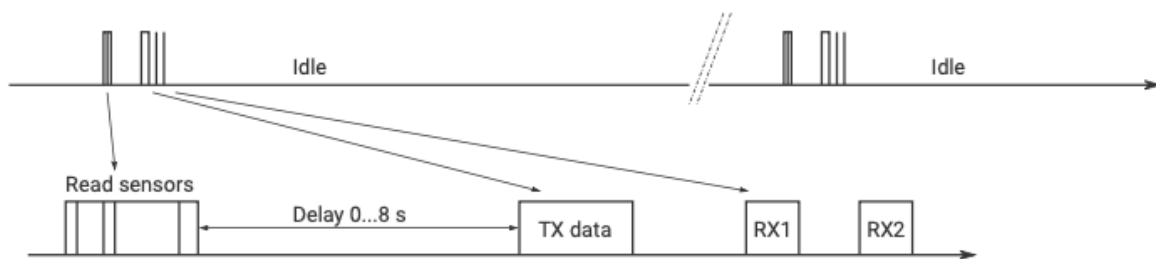 Idle
Idle
Read sensors
Delay 0...8 s
TX data
RX1
RX2